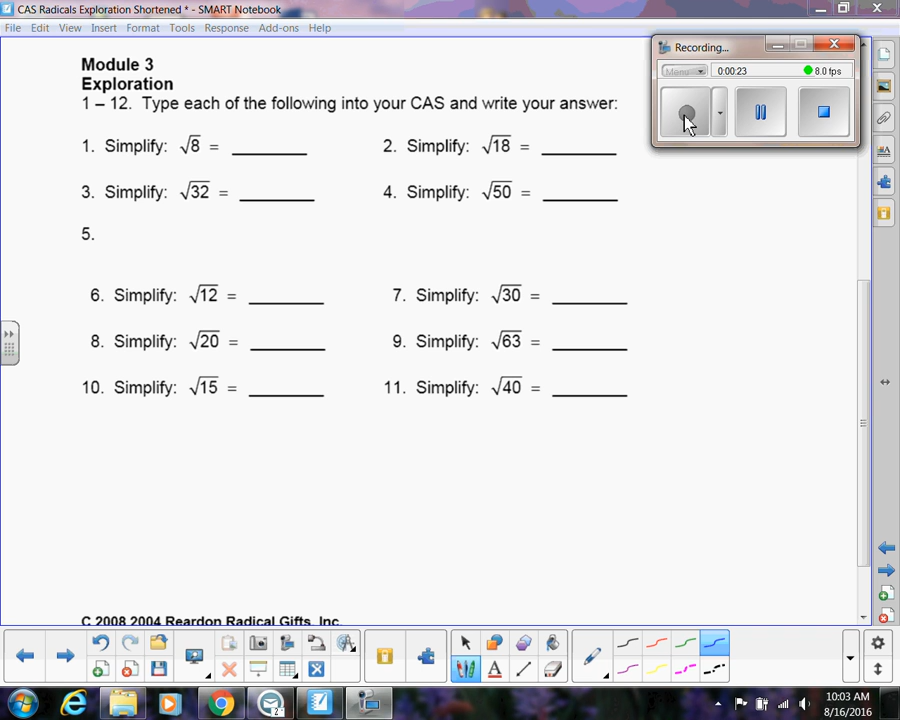 CAS Radicals Exploration Shortened * - SMART Notebook
File Edit View Insert Format Tools Response Add-ons Help
Recording...
Menu 0:00:23 8.0 fps
Module 3
Exploration
1 – 12. Type each of the following into your CAS and write your answer:
1. Simplify: √8 = ________ 2. Simplify: √18 = ________
3. Simplify: √32 = ________ 4. Simplify: √50 = ________
5.
6. Simplify: √12 = ________ 7. Simplify: √30 = ________
8. Simplify: √20 = ________ 9. Simplify: √63 = ________
10. Simplify: √15 = ________ 11. Simplify: √40 = ________
C 2008 2004 Reardon Radical Gifts, Inc.
10:03 AM
8/16/2016